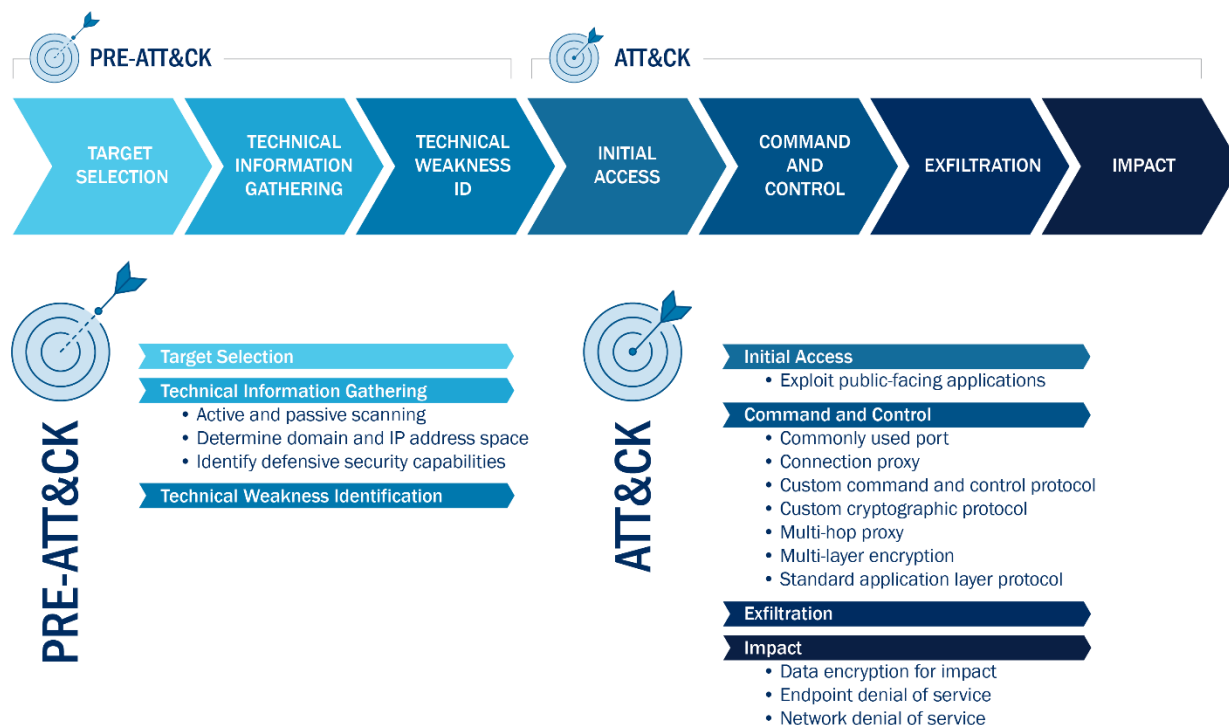 PRE-ATT&CK
ATT&CK
TARGET
SELECTION
TECHNICAL
INFORMATION
GATHERING
TECHNICAL
WEAKNESS
ID
INITIAL
ACCESS
COMMAND
AND
CONTROL
EXFILTRATION
IMPACT
PRE-ATT&CK
Target Selection
Technical Information Gathering
• Active and passive scanning
• Determine domain and IP address space
• Identify defensive security capabilities
Technical Weakness Identification
ATT&CK
Initial Access
• Exploit public-facing applications
Command and Control
• Commonly used port
• Connection proxy
• Custom command and control protocol
• Custom cryptographic protocol
• Multi-hop proxy
• Multi-layer encryption
• Standard application layer protocol
Exfiltration
Impact
• Data encryption for impact
• Endpoint denial of service
• Network denial of service